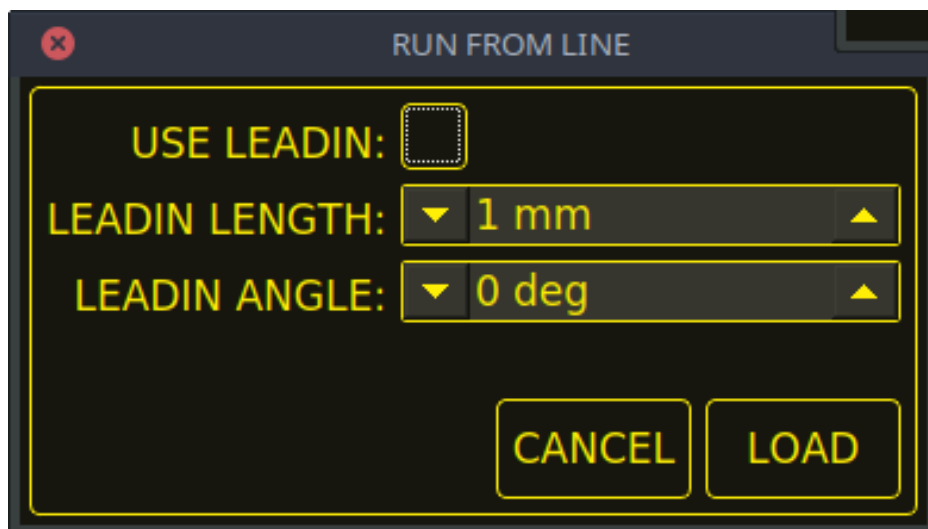 RUN FROM LINE
USE LEADIN:
LEADIN LENGTH: 1 mm
LEADIN ANGLE: 0 deg
CANCEL LOAD